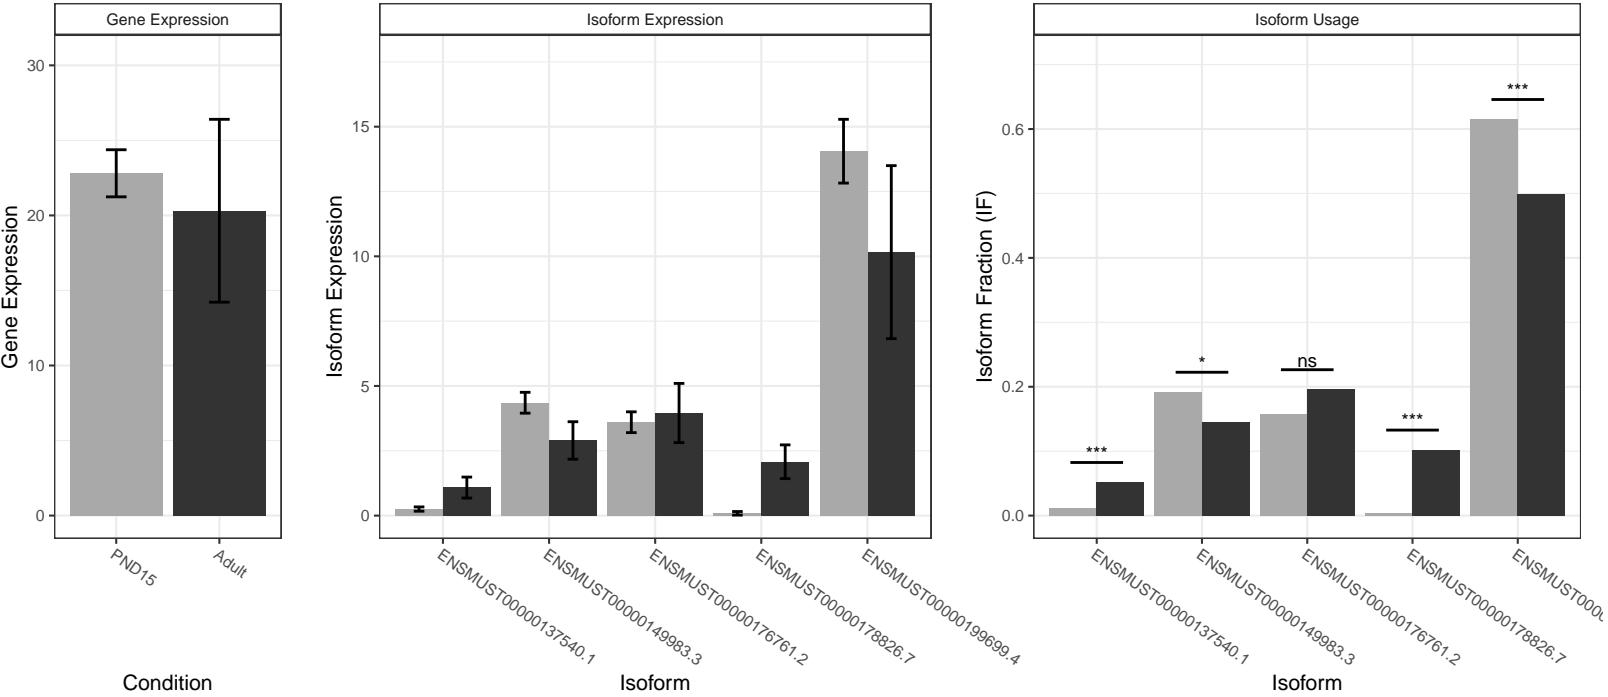 Gene Expression
Isoform Expression
Isoform Usage
Gene Expression
30
20
10
0
PND15
Adult
Condition
Isoform Expression
15
10
5
0
ENSMUST00000137540.1
ENSMUST00000149983.3
ENSMUST0000176761.2
ENSMUST00000178826.7
ENSMUST00000199699.4
Isoform
Isoform Fraction (IF)
0.6
0.4
0.2
0.0
***
*
ns
***
***
ENSMUST00000137540.1
ENSMUST00000149983.3
ENSMUST0000176761.2
ENSMUST00000178826.7
Isoform